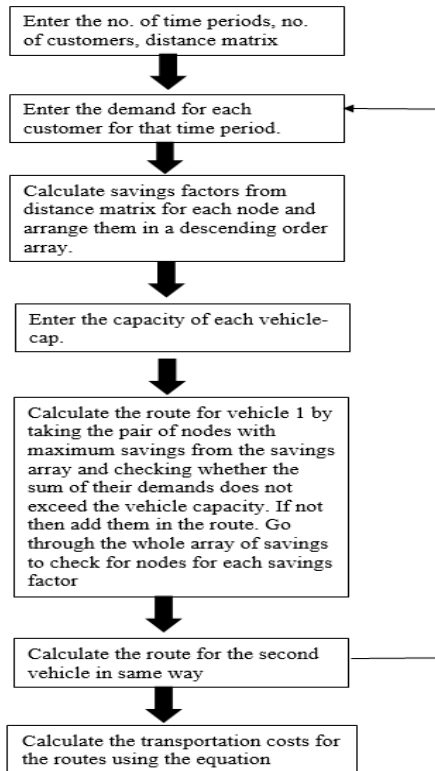 Enter the no. of time periods, no.
of customers, distance matrix
Enter the demand for each
customer for that time period.
Calculate savings factors from
distance matrix for each node and
arrange them in a descending order
array.
Enter the capacity of each vehicle-
cap.
Calculate the route for vehicle 1 by
taking the pair of nodes with
maximum savings from the savings
array and checking whether the
sum of their demands does not
exceed the vehicle capacity. If not
then add them in the route. Go
through the whole array of savings
to check for nodes for each savings
factor
Calculate the route for the second
vehicle in same way
Calculate the transportation costs for
the routes using the equation